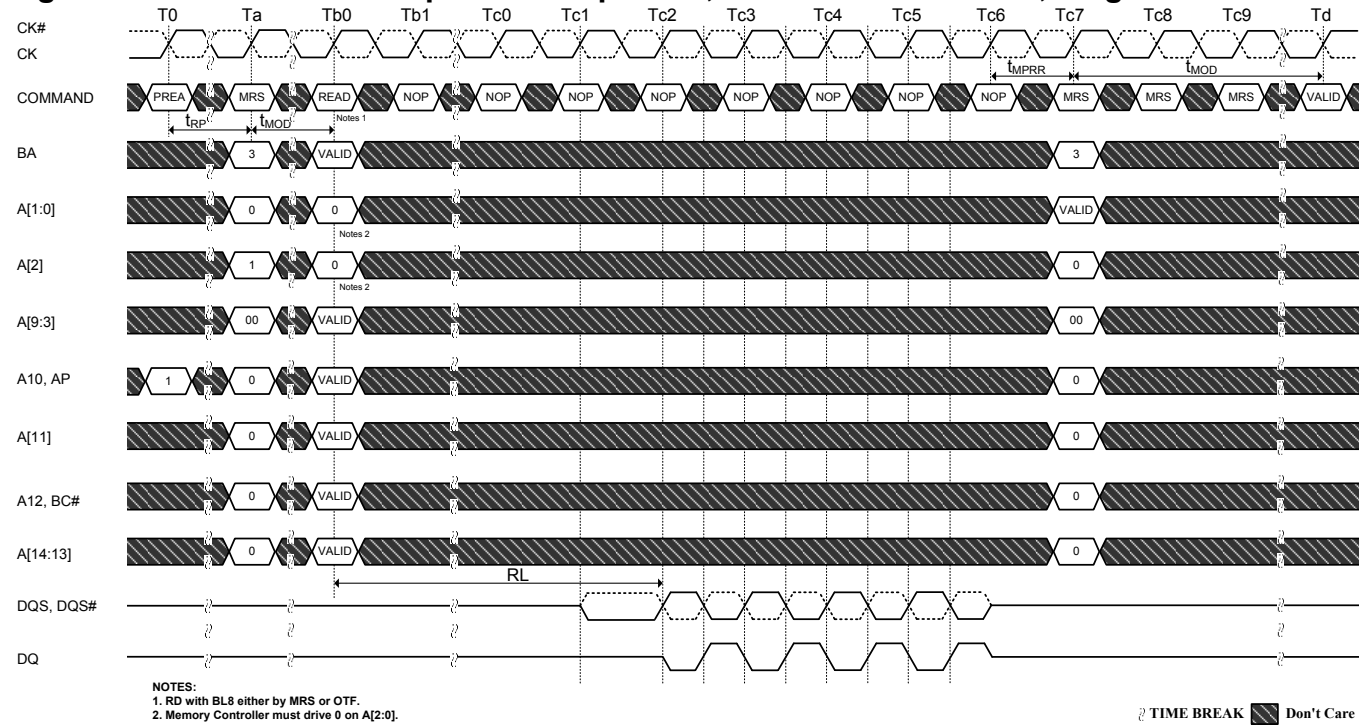 T0 Ta Tb0 Tb1 Tc0 Tc1 Tc2 Tc3 Tc4 Tc5 Tc6 Tc7 Tc8 Tc9 Td
CK#
CK
tMPRR tMOD
COMMAND PREA MRS READ NOP NOP NOP NOP NOP NOP NOP NOP MRS MRS MRS VALID
tRP tMOD Notes 1
BA 3 VALID 3
A[1:0] 0 0 VALID
Notes 2
A[2] 1 0 0
Notes 2
A[9:3] 00 VALID 00
A10, AP 1 0 VALID 0
A[11] 0 VALID 0
A12, BC# 0 VALID 0
A[14:13] 0 VALID 0
RL
DQS, DQS#
DQ
NOTES:
1. RD with BL8 either by MRS or OTF.
2. Memory Controller must drive 0 on A[2:0].
TIME BREAK Don't Care